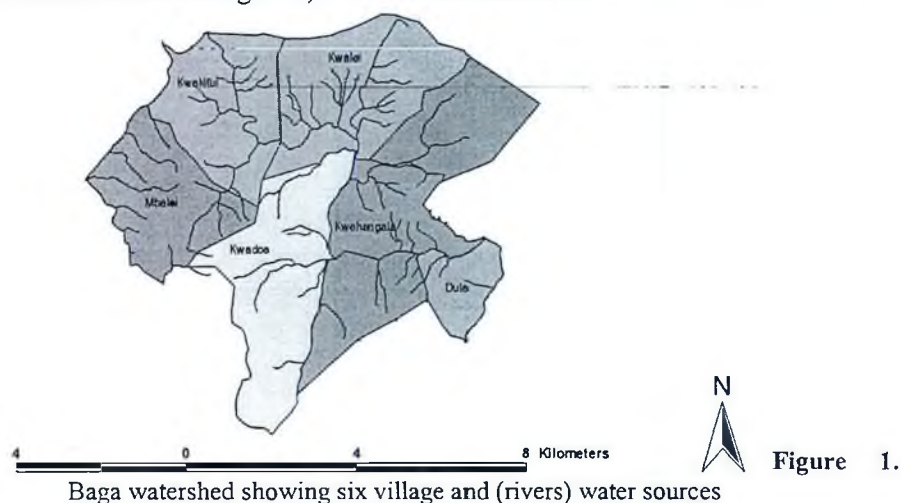 Kwalei
Kwekitui
Mbelei
Kwehangala
Kwadoe
Dule
N
4 0 4 8 Kilometers
Figure 1.
Baga watershed showing six village and (rivers) water sources